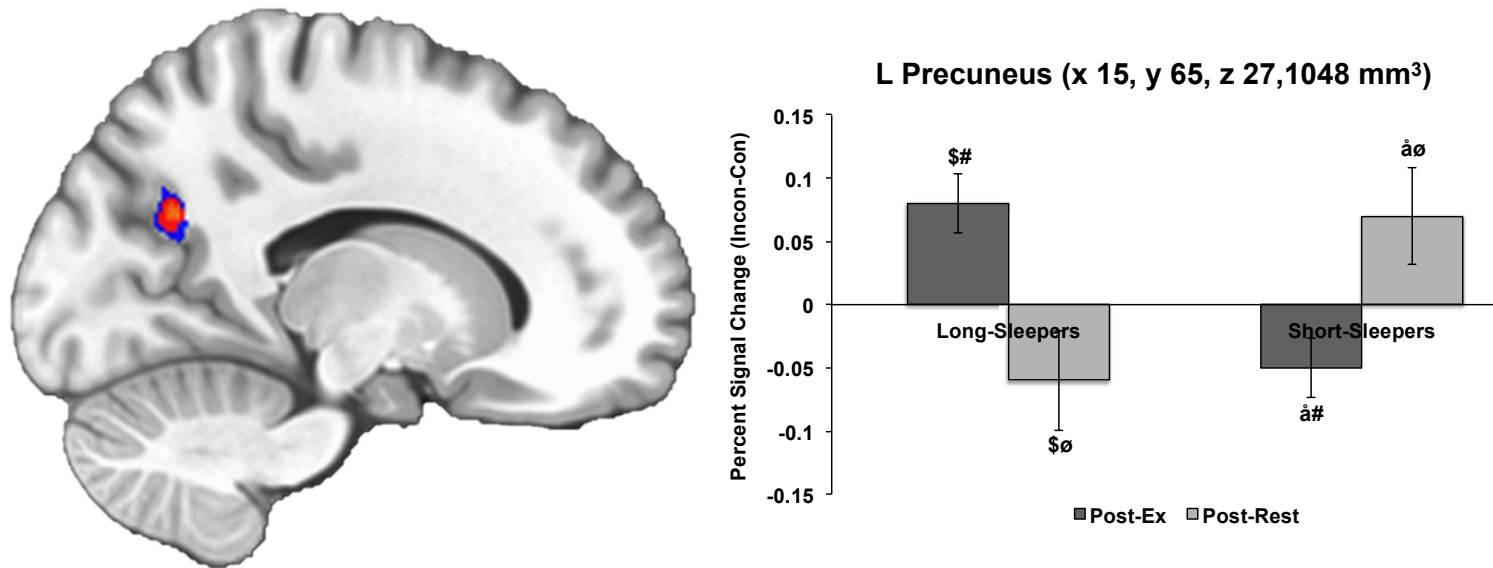 L Precuneus (x 15, y 65, z 27,1048 mm³)
Percent Signal Change (Incon-Con)
0.15
0.1
0.05
0
-0.05
-0.1
-0.15
$#
$ø
å#
åø
Long-Sleepers
Short-Sleepers
Post-Ex
Post-Rest